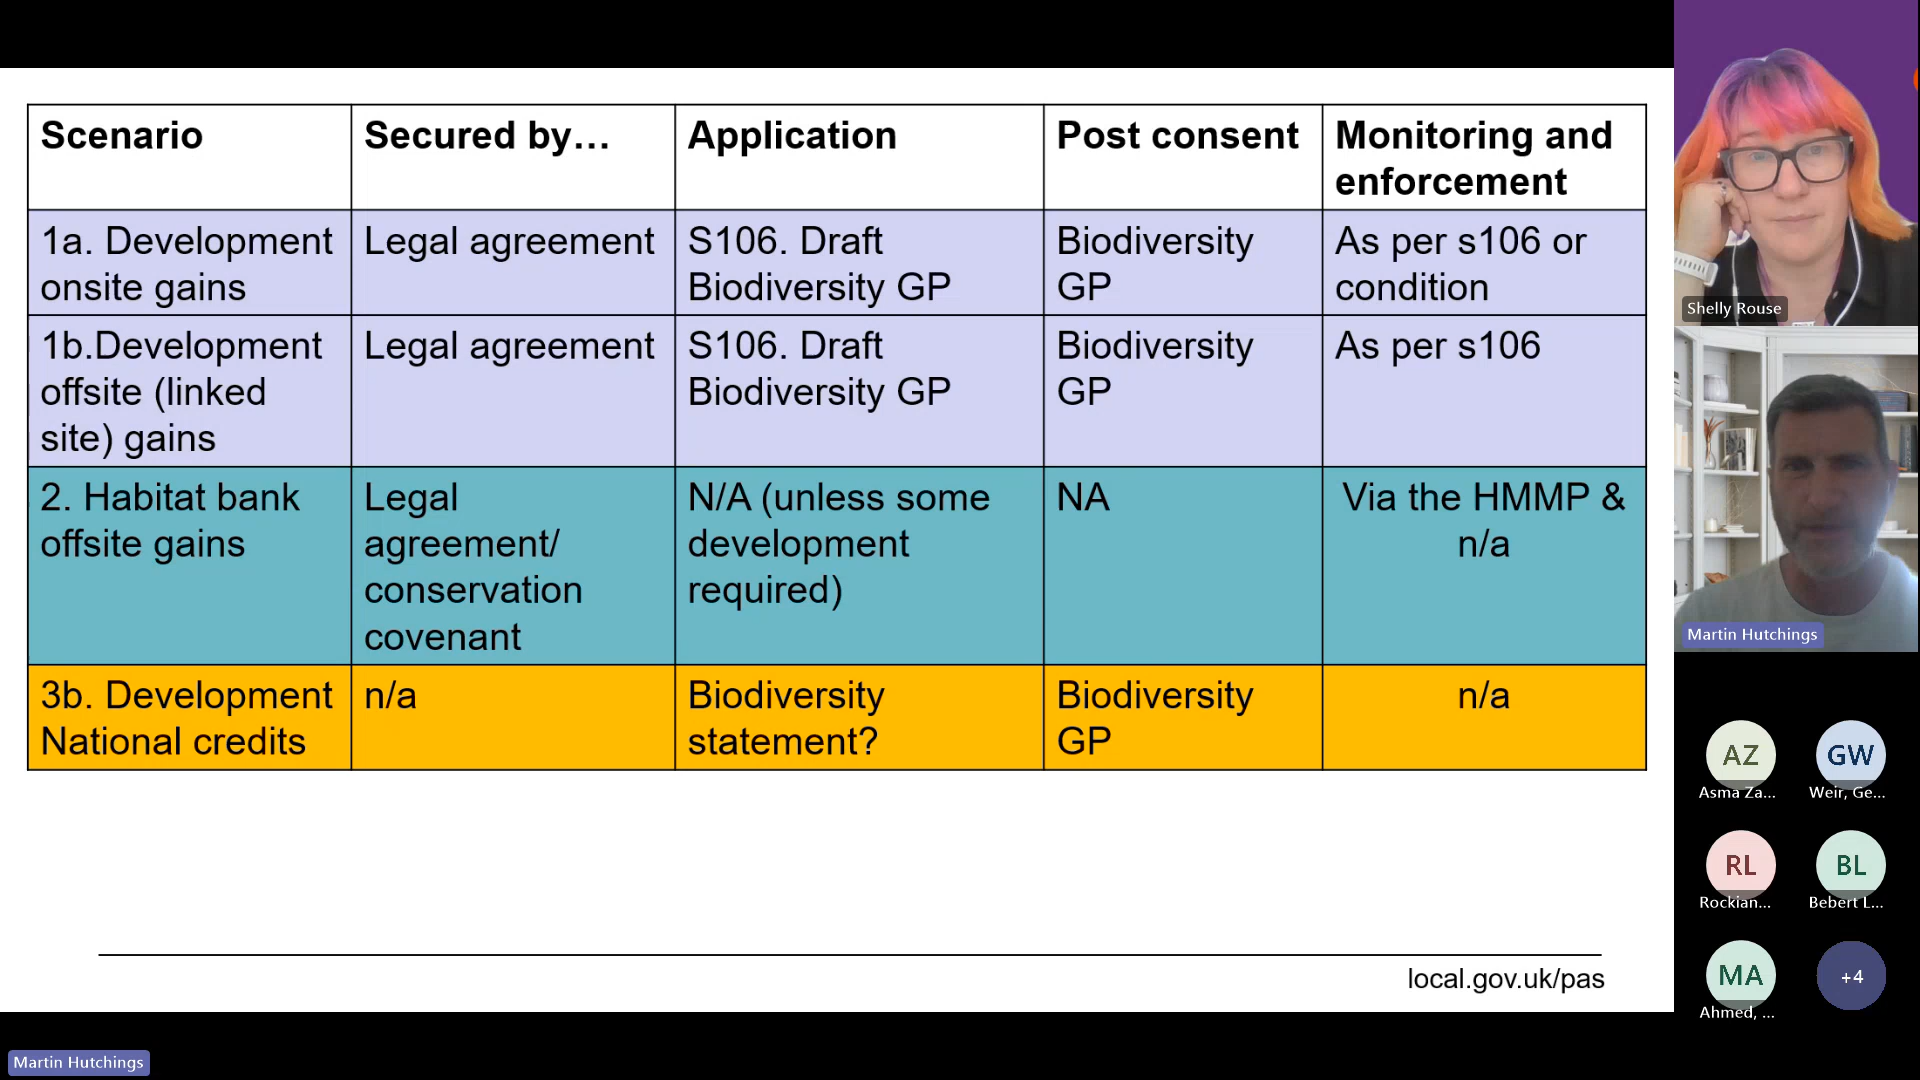 Scenario
Secured by…
Application
Post consent
Monitoring and
enforcement
1a. Development
onsite gains
Legal agreement
S106. Draft
Biodiversity GP
Biodiversity
GP
As per s106 or
condition
1b.Development
offsite (linked
site) gains
Legal agreement
S106. Draft
Biodiversity GP
Biodiversity
GP
As per s106
2. Habitat bank
offsite gains
Legal
agreement/
conservation
covenant
N/A (unless some
development
required)
NA
Via the HMMP &
n/a
3b. Development
National credits
n/a
Biodiversity
statement?
Biodiversity
GP
n/a
local.gov.uk/pas
Martin Hutchings
Shelly Rouse
Martin Hutchings
AZ
Asma Za...
GW
Weir, Ge...
RL
Rockian...
BL
Bebert L...
MA
Ahmed, ...
+4